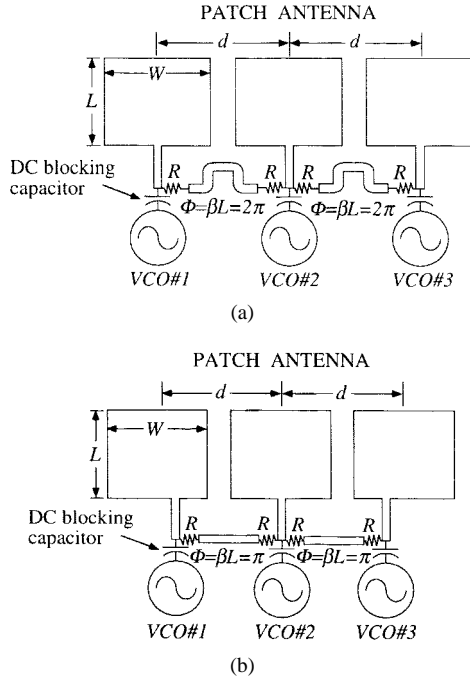 PATCH ANTENNA
d d
W
L
R R R R
DC blocking
capacitor
Φ=βL=2π Φ=βL=2π
VCO#1 VCO#2 VCO#3
(a)
PATCH ANTENNA
d d
W
L
DC blocking
capacitor
R R R R
Φ=βL=π Φ=βL=π
VCO#1 VCO#2 VCO#3
(b)